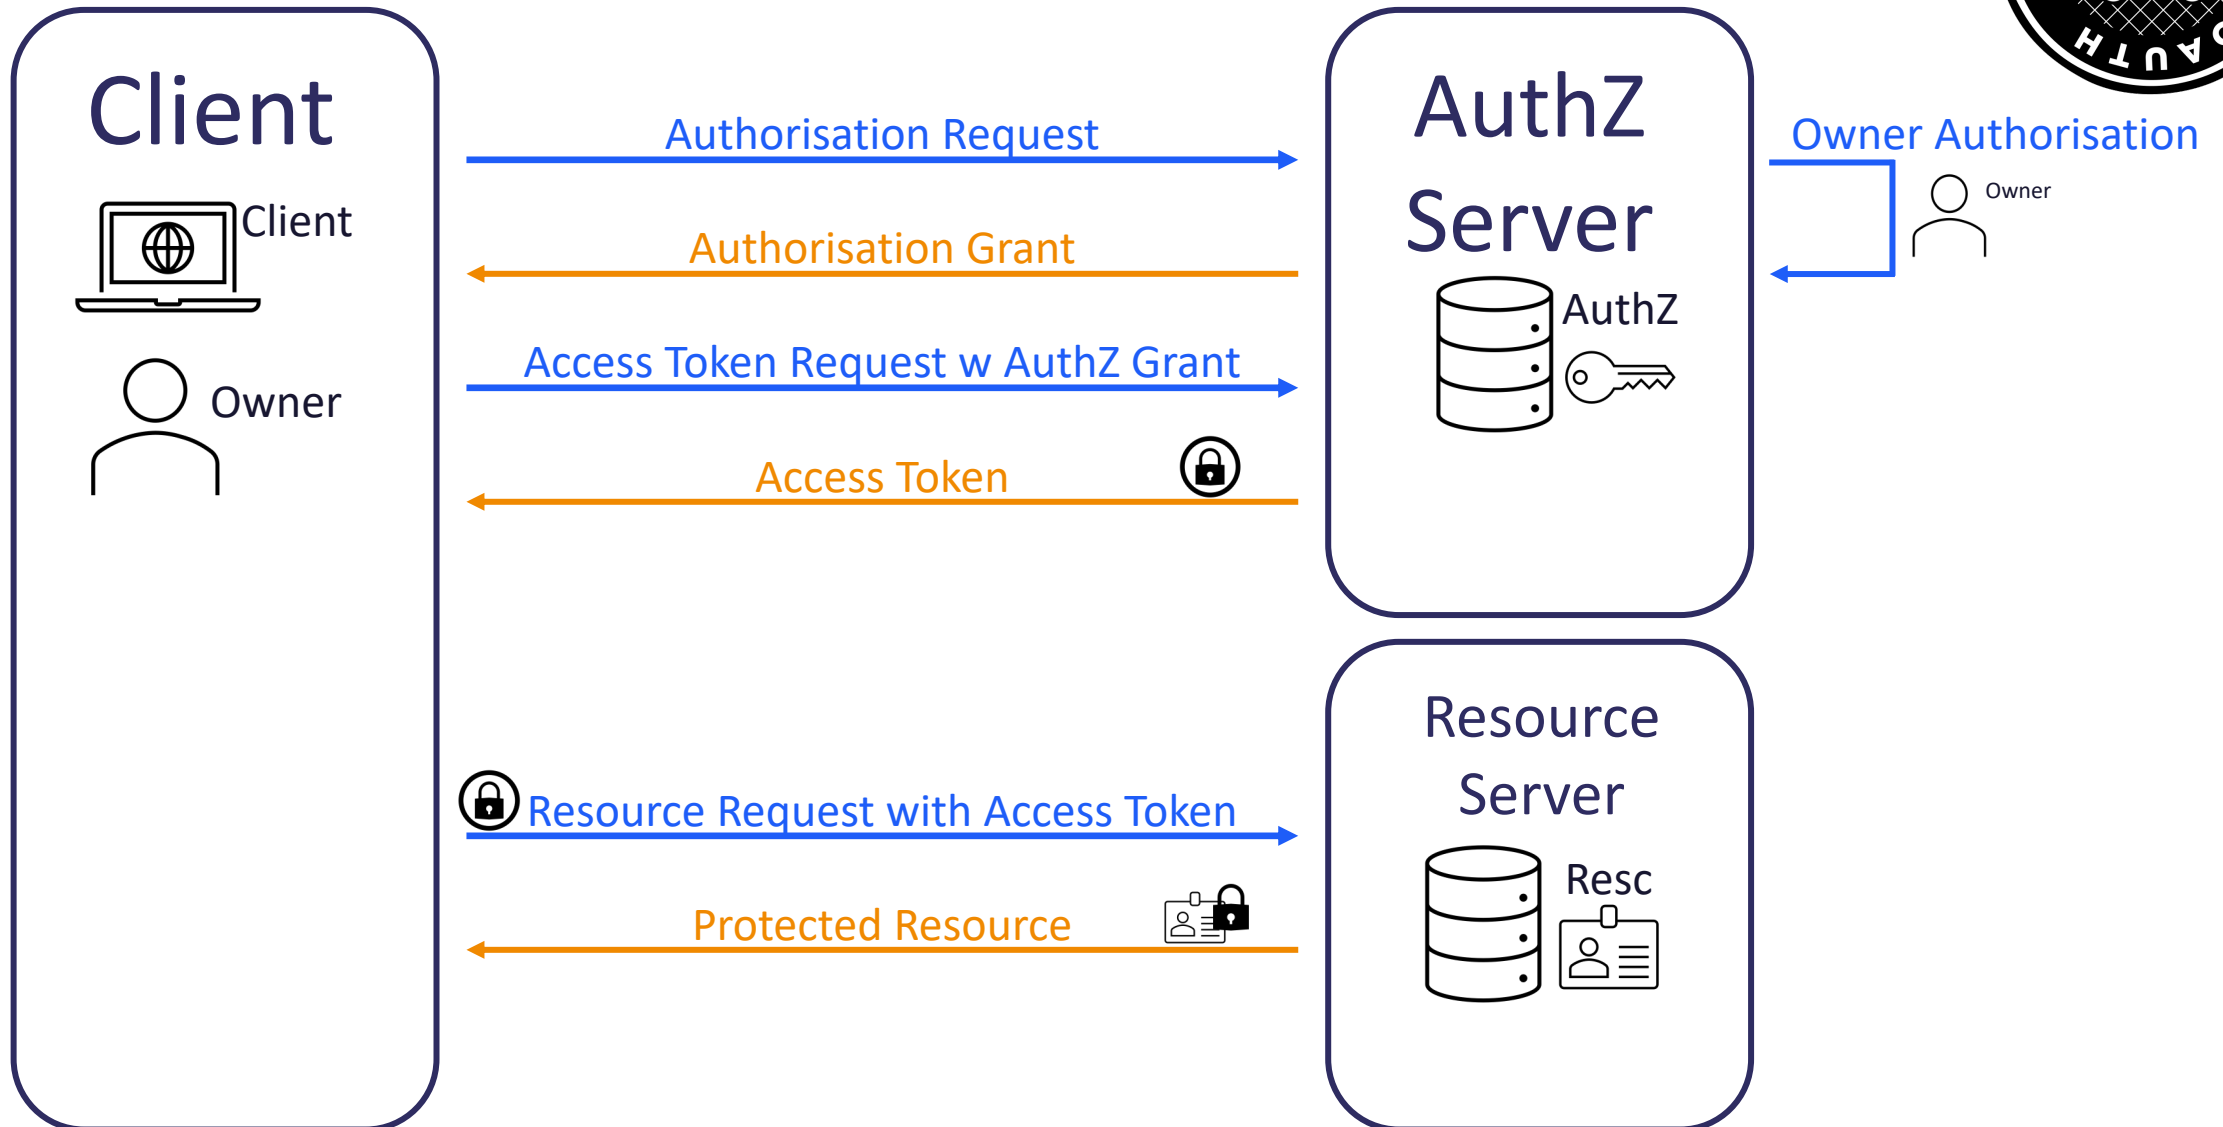 Client
Client
Owner
Authorisation Request
Authorisation Grant
Access Token Request w AuthZ Grant
Access Token
Resource Request with Access Token
Protected Resource
AuthZ
Server
AuthZ
Owner Authorisation
Owner
Resource
Server
Resc
OAUTH